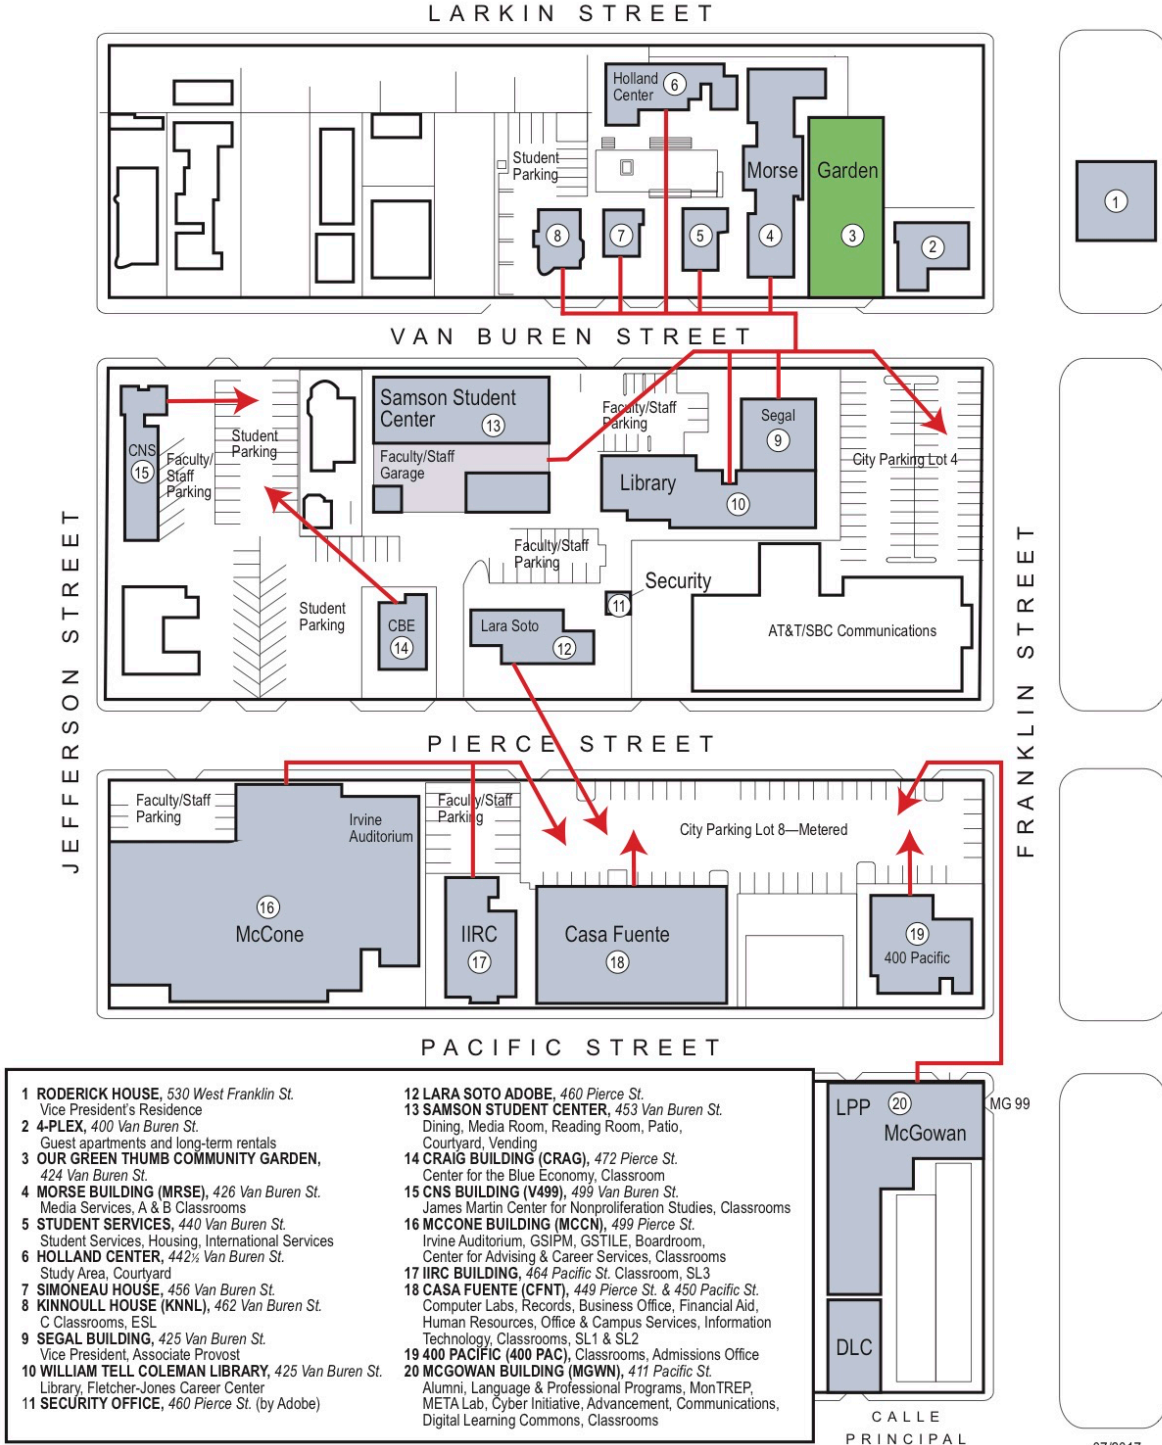 LARKIN STREET
Holland
Center
6
Student
Parking
Morse
Garden
1
8
7
5
4
3
2
VAN BUREN STREET
Samson Student
Center
13
Faculty/Staff
Parking
Segal
9
CNS
15
Student
Parking
Faculty/
Staff
Parking
Faculty/Staff
Garage
Library
10
City Parking Lot 4
Faculty/Staff
Parking
Security
11
Student
Parking
CBE
14
Lara Soto
12
AT&T/SBC Communications
JEFFERSON STREET
FRANKLIN STREET
PIERCE STREET
Faculty/Staff
Parking
Irvine
Auditorium
Faculty/Staff
Parking
City Parking Lot 8—Metered
16
McCone
IIRC
17
Casa Fuente
18
19
400 Pacific
PACIFIC STREET
1 RODERICK HOUSE, 530 West Franklin St.
Vice President's Residence
2 4-PLEX, 400 Van Buren St.
Guest apartments and long-term rentals
3 OUR GREEN THUMB COMMUNITY GARDEN,
424 Van Buren St.
4 MORSE BUILDING (MRSE), 426 Van Buren St.
Media Services, A & B Classrooms
5 STUDENT SERVICES, 440 Van Buren St.
Student Services, Housing, International Services
6 HOLLAND CENTER, 442½ Van Buren St.
Study Area, Courtyard
7 SIMONEAU HOUSE, 456 Van Buren St.
8 KINNOULL HOUSE (KNNL), 462 Van Buren St.
C Classrooms, ESL
9 SEGAL BUILDING, 425 Van Buren St.
Vice President, Associate Provost
10 WILLIAM TELL COLEMAN LIBRARY, 425 Van Buren St.
Library, Fletcher-Jones Career Center
11 SECURITY OFFICE, 460 Pierce St. (by Adobe)
12 LARA SOTO ADOBE, 460 Pierce St.
13 SAMSON STUDENT CENTER, 453 Van Buren St.
Dining, Media Room, Reading Room, Patio,
Courtyard, Vending
14 CRAIG BUILDING (CRAG), 472 Pierce St.
Center for the Blue Economy, Classroom
15 CNS BUILDING (V499), 499 Van Buren St.
James Martin Center for Nonproliferation Studies, Classrooms
16 MCCONE BUILDING (MCCN), 499 Pierce St.
Irvine Auditorium, GSIPM, GSTILE, Boardroom,
Center for Advising & Career Services, Classrooms
17 IIRC BUILDING, 464 Pacific St. Classroom, SL3
18 CASA FUENTE (CFNT), 449 Pierce St. & 450 Pacific St.
Computer Labs, Records, Business Office, Financial Aid,
Human Resources, Office & Campus Services, Information
Technology, Classrooms, SL1 & SL2
19 400 PACIFIC (400 PAC), Classrooms, Admissions Office
20 MCGOWAN BUILDING (MGWN), 411 Pacific St.
Alumni, Language & Professional Programs, MonTREP,
META Lab, Cyber Initiative, Advancement, Communications,
Digital Learning Commons, Classrooms
LPP
20
McGowan
MG 99
DLC
CALLE
PRINCIPAL